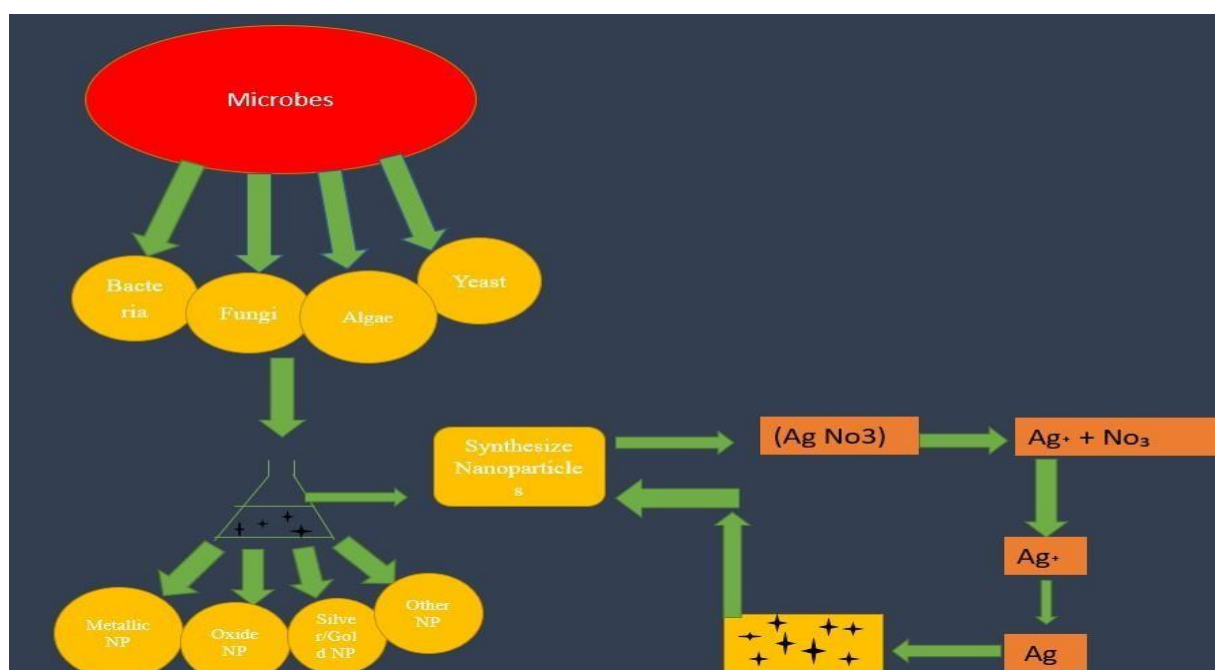 Microbes
Bacte
ria
Fungi
Algae
Yeast
Synthesize
Nanoparticle
s
(Ag No3)
Ag+ + No₃
Ag+
Ag
Metallic
NP
Oxide
NP
Silve
r/Gol
d NP
Other
NP